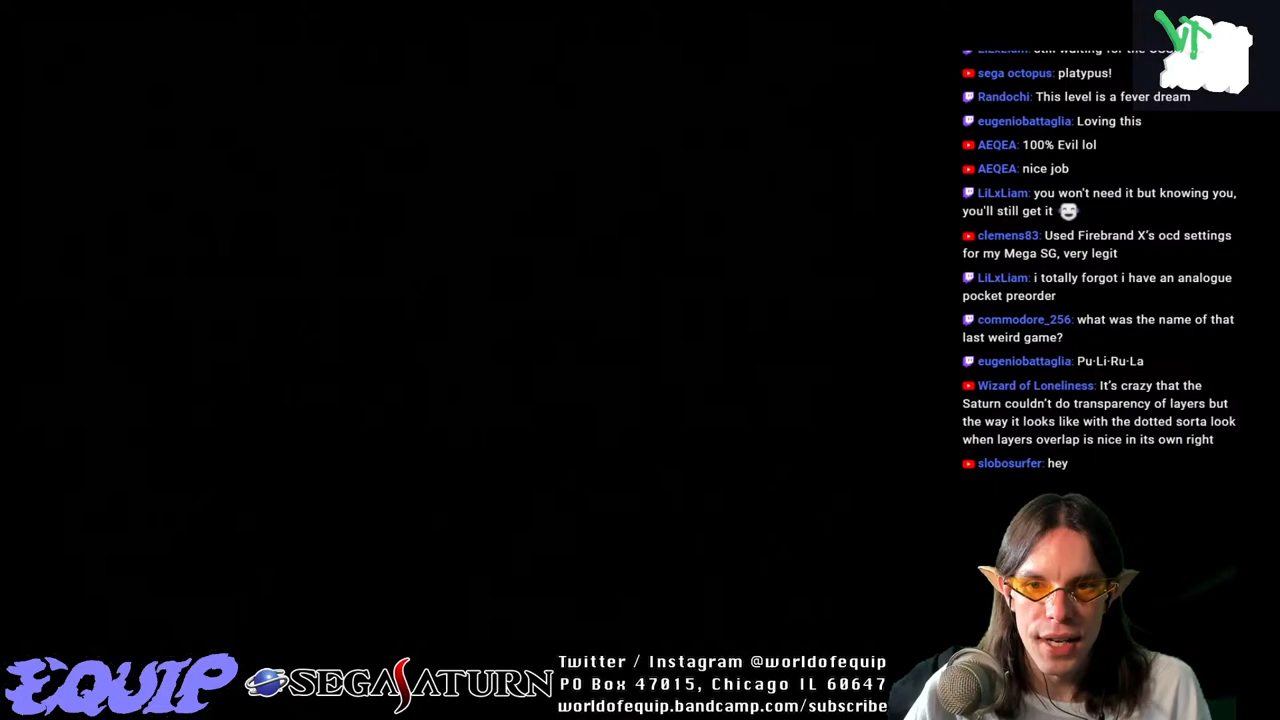 VT
LiLxLiam: still waiting for the
sega octopus: platypus!
Randochi: This level is a fever dream
eugeniobattaglia: Loving this
AEQEA: 100% Evil lol
AEQEA: nice job
LiLxLiam: you won't need it but knowing you,
you'll still get it
clemens83: Used Firebrand X's ocd settings
for my Mega SG, very legit
LiLxLiam: i totally forgot i have an analogue
pocket preorder
commodore_256: what was the name of that
last weird game?
eugeniobattaglia: Pu·Li·Ru·La
Wizard of Loneliness: It's crazy that the
Saturn couldn't do transparency of layers but
the way it looks like with the dotted sorta look
when layers overlap is nice in its own right
slobosurfer: hey
EQUIP
SEGA SATURN
Twitter / Instagram @worldofequip
PO Box 47015, Chicago IL 60647
worldofequip.bandcamp.com/subscribe